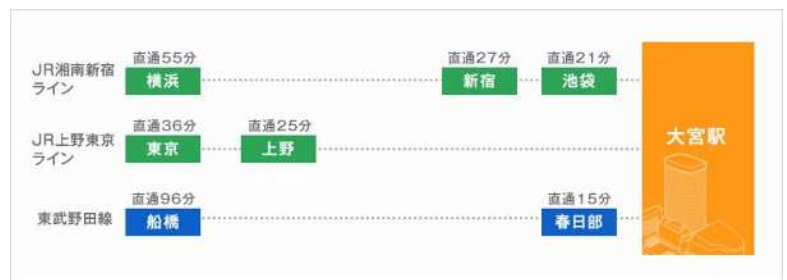 JR湘南新宿
ライン
直通55分
横浜
直通27分
新宿
直通21分
池袋
JR上野東京
ライン
直通36分
東京
直通25分
上野
東武野田線
直通96分
船橋
直通15分
春日部
大宮駅